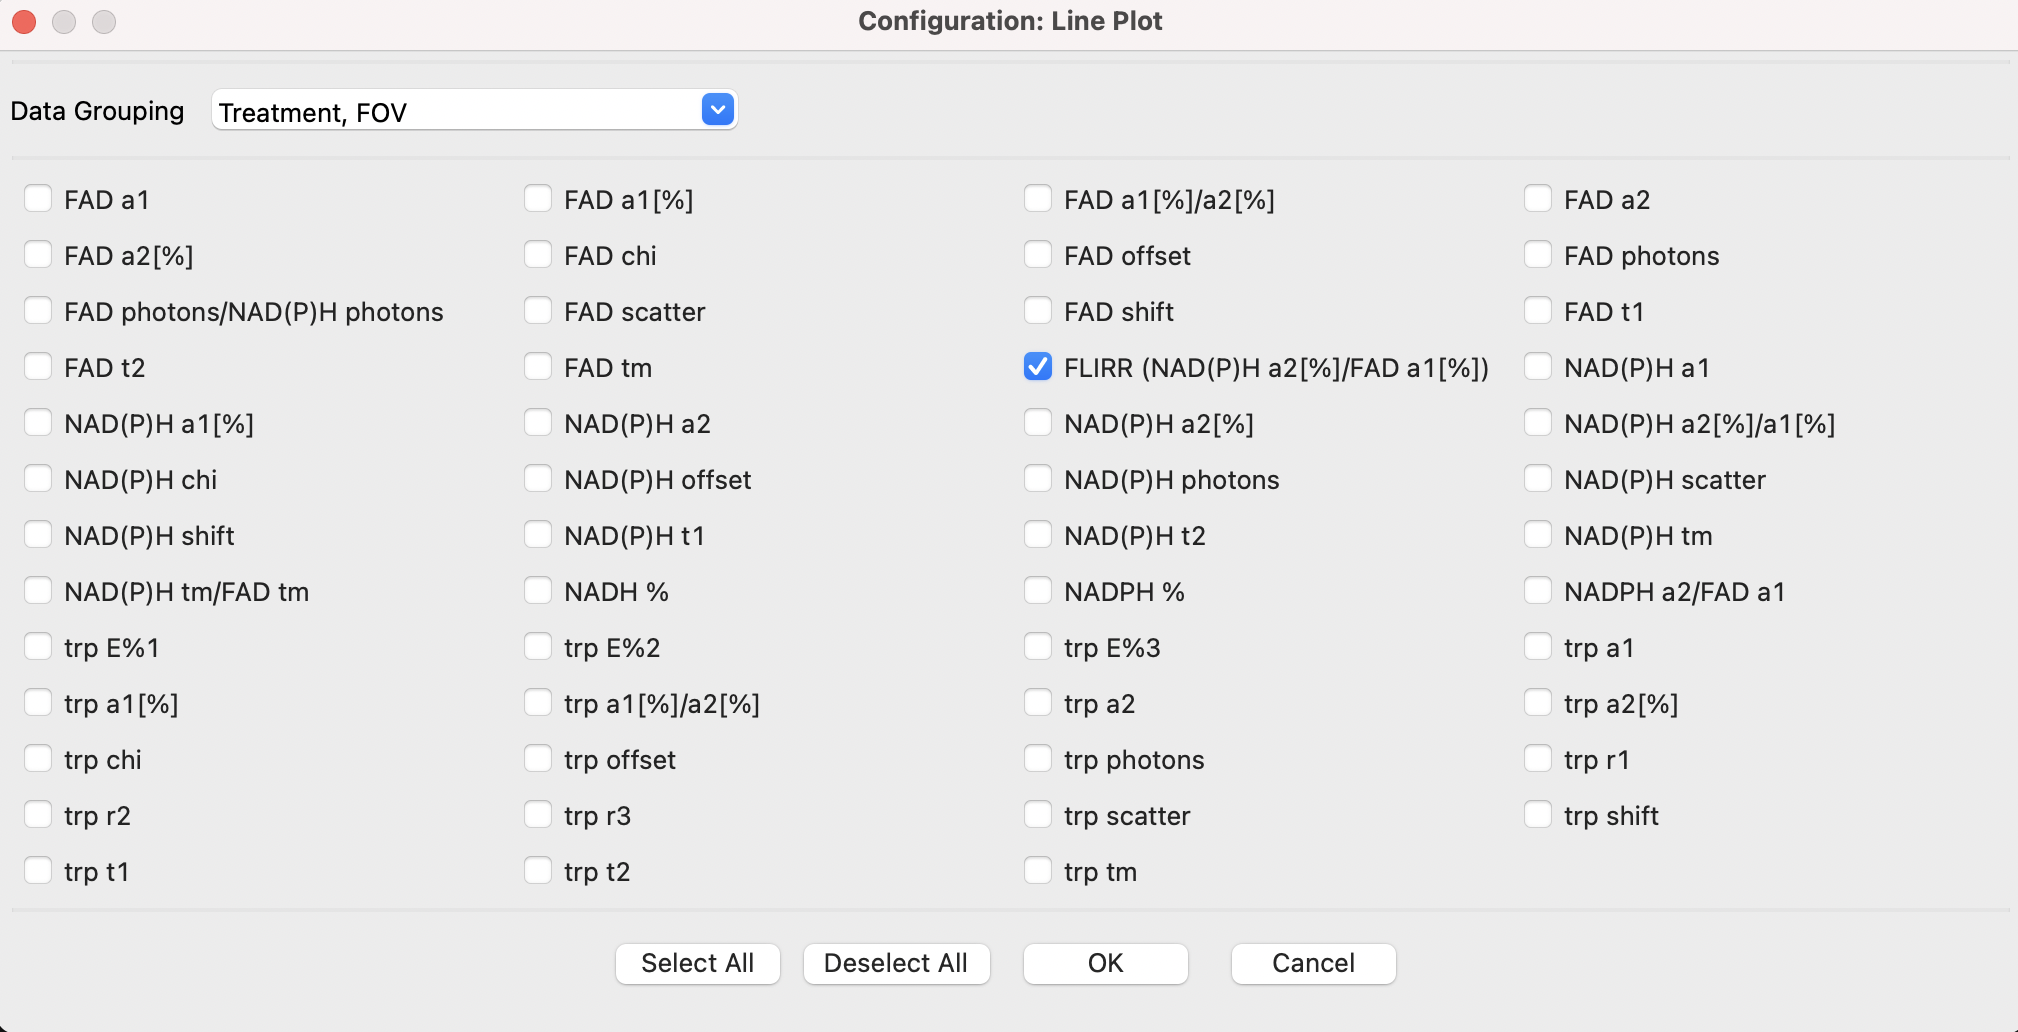 Configuration: Line Plot
Data Grouping Treatment, FOV
FAD a1 FAD a1[%] FAD a1[%]/a2[%] FAD a2
FAD a2[%] FAD chi FAD offset FAD photons
FAD photons/NAD(P)H photons FAD scatter FAD shift FAD t1
FAD t2 FAD tm FLIRR (NAD(P)H a2[%]/FAD a1[%]) NAD(P)H a1
NAD(P)H a1[%] NAD(P)H a2 NAD(P)H a2[%] NAD(P)H a2[%]/a1[%]
NAD(P)H chi NAD(P)H offset NAD(P)H photons NAD(P)H scatter
NAD(P)H shift NAD(P)H t1 NAD(P)H t2 NAD(P)H tm
NAD(P)H tm/FAD tm NADH % NADPH % NADPH a2/FAD a1
trp E%1 trp E%2 trp E%3 trp a1
trp a1[%] trp a1[%]/a2[%] trp a2 trp a2[%]
trp chi trp offset trp photons trp r1
trp r2 trp r3 trp scatter trp shift
trp t1 trp t2 trp tm
Select All Deselect All OK Cancel